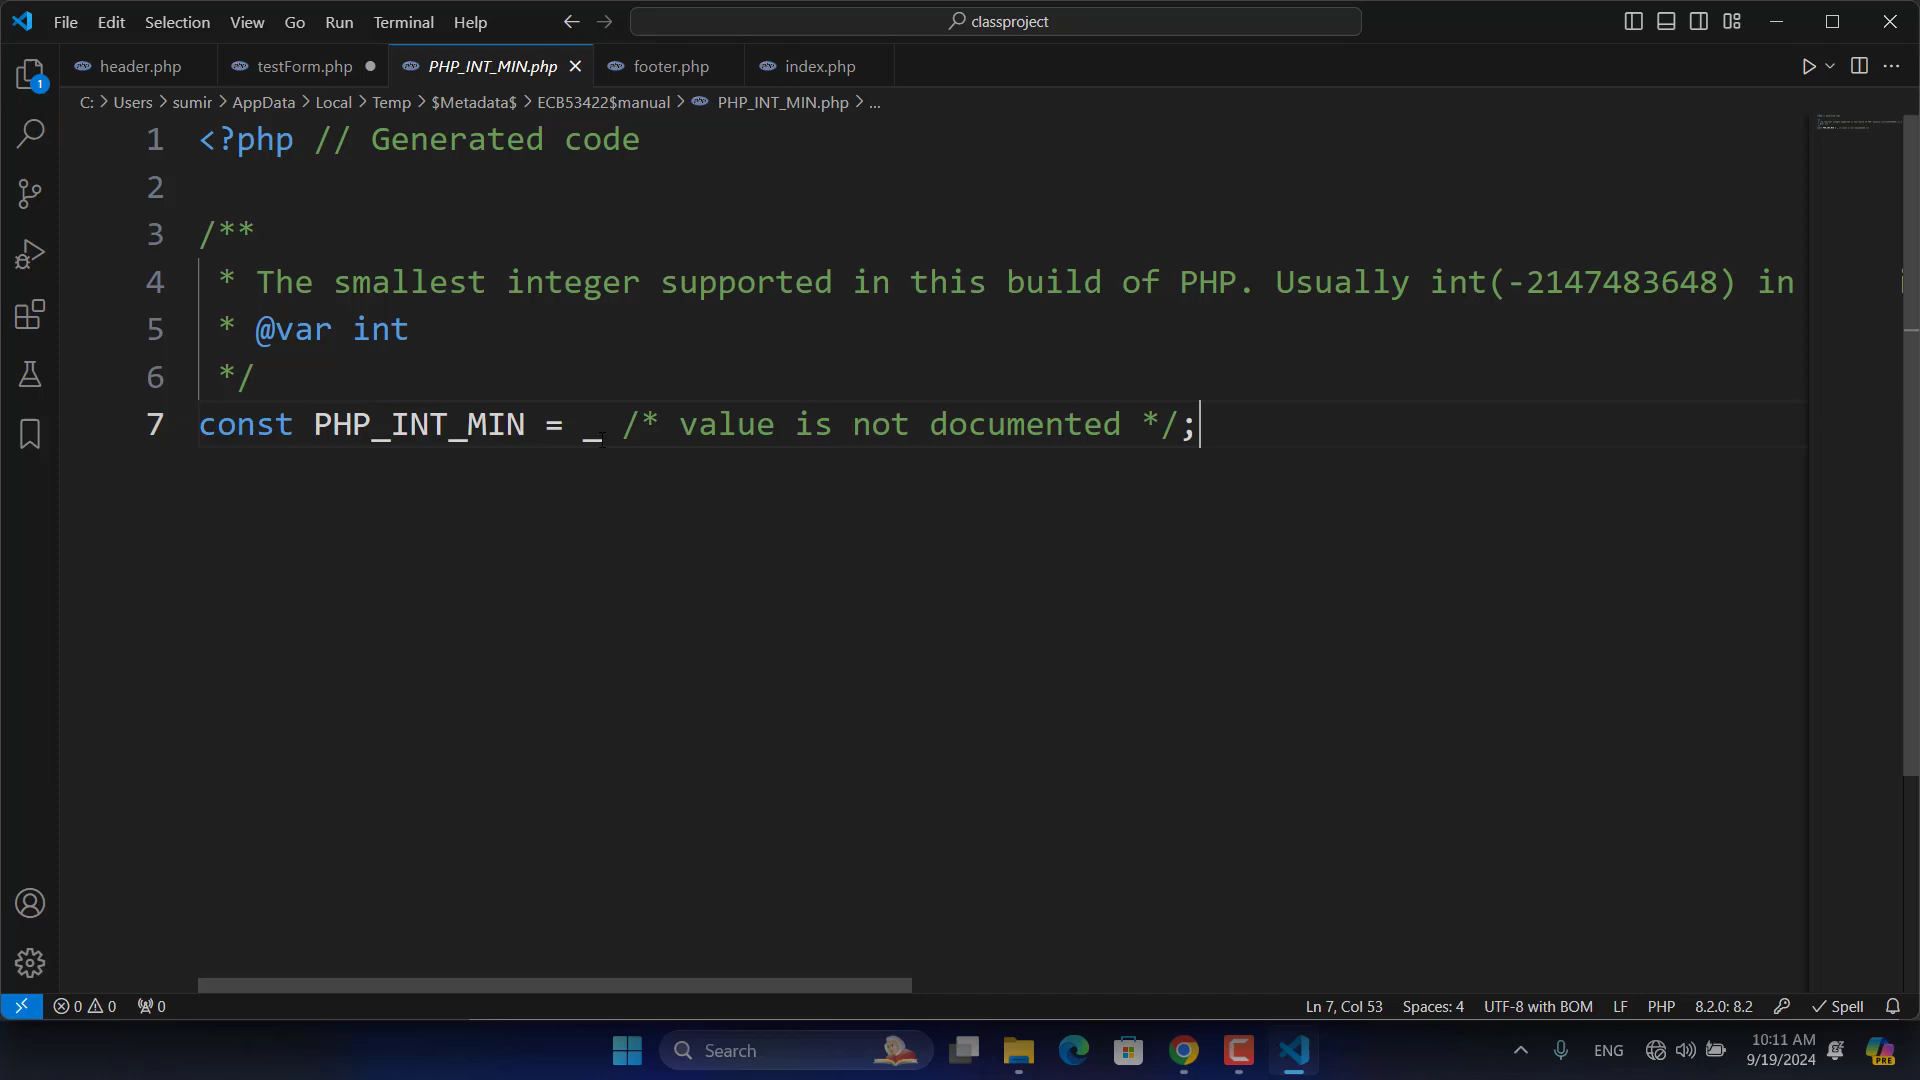 File Edit Selection View Go Run Terminal Help classproject
header.php testForm.php PHP_INT_MIN.php footer.php index.php
C: > Users > sumir > AppData > Local > Temp > $Metadata$ > ECB53422$manual > PHP_INT_MIN.php > ...
1 <?php // Generated code
2
3 /**
4 * The smallest integer supported in this build of PHP. Usually int(-2147483648) in
5 * @var int
6 */
7 const PHP_INT_MIN = _ /* value is not documented */;
1
0 0 0 Ln 7, Col 53 Spaces: 4 UTF-8 with BOM LF PHP 8.2.0: 8.2 Spell
Search ENG 10:11 AM
9/19/2024
PRE